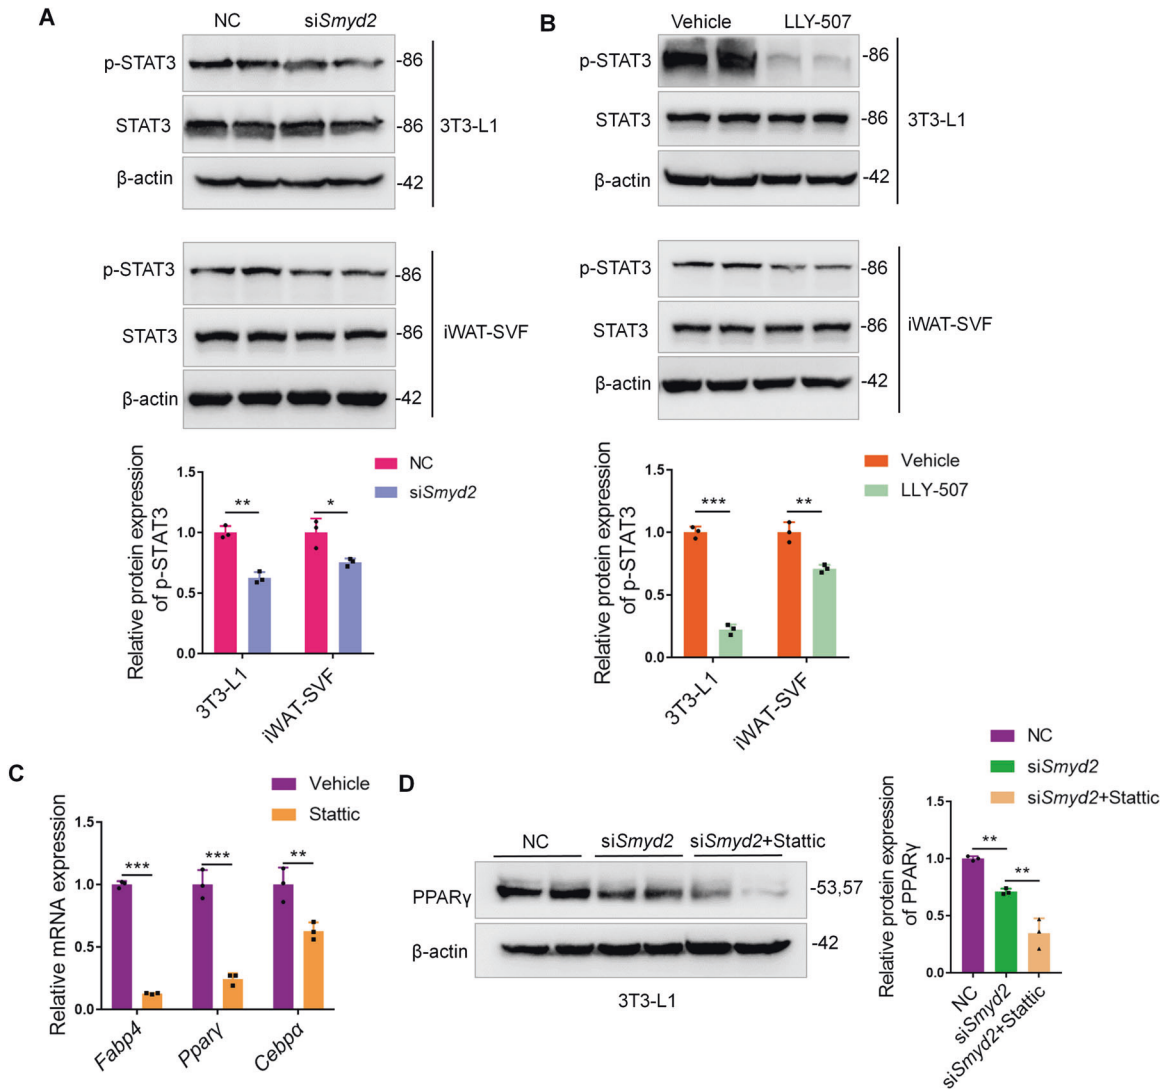 A
NC siSmyd2
p-STAT3 -86
STAT3 -86
β-actin -42
3T3-L1
p-STAT3 -86
STAT3 -86
β-actin -42
iWAT-SVF
Relative protein expression
of p-STAT3
1.5
1.0
0.5
0.0
** *
3T3-L1
iWAT-SVF
NC
siSmyd2
B
Vehicle LLY-507
p-STAT3 -86
STAT3 -86
β-actin -42
3T3-L1
p-STAT3 -86
STAT3 -86
β-actin -42
iWAT-SVF
Relative protein expression
of p-STAT3
1.5
1.0
0.5
0.0
*** **
3T3-L1
iWAT-SVF
Vehicle
LLY-507
C
Vehicle
Stattic
Relative mRNA expression
1.5
1.0
0.5
0.0
*** *** **
Fabp4
Pparγ
Cebpα
D
NC siSmyd2 siSmyd2+Stattic
PPARγ -53,57
β-actin -42
3T3-L1
NC
siSmyd2
siSmyd2+Stattic
Relative protein expression
of PPARγ
1.5
1.0
0.5
0.0
** **
NC
siSmyd2
siSmyd2+Stattic